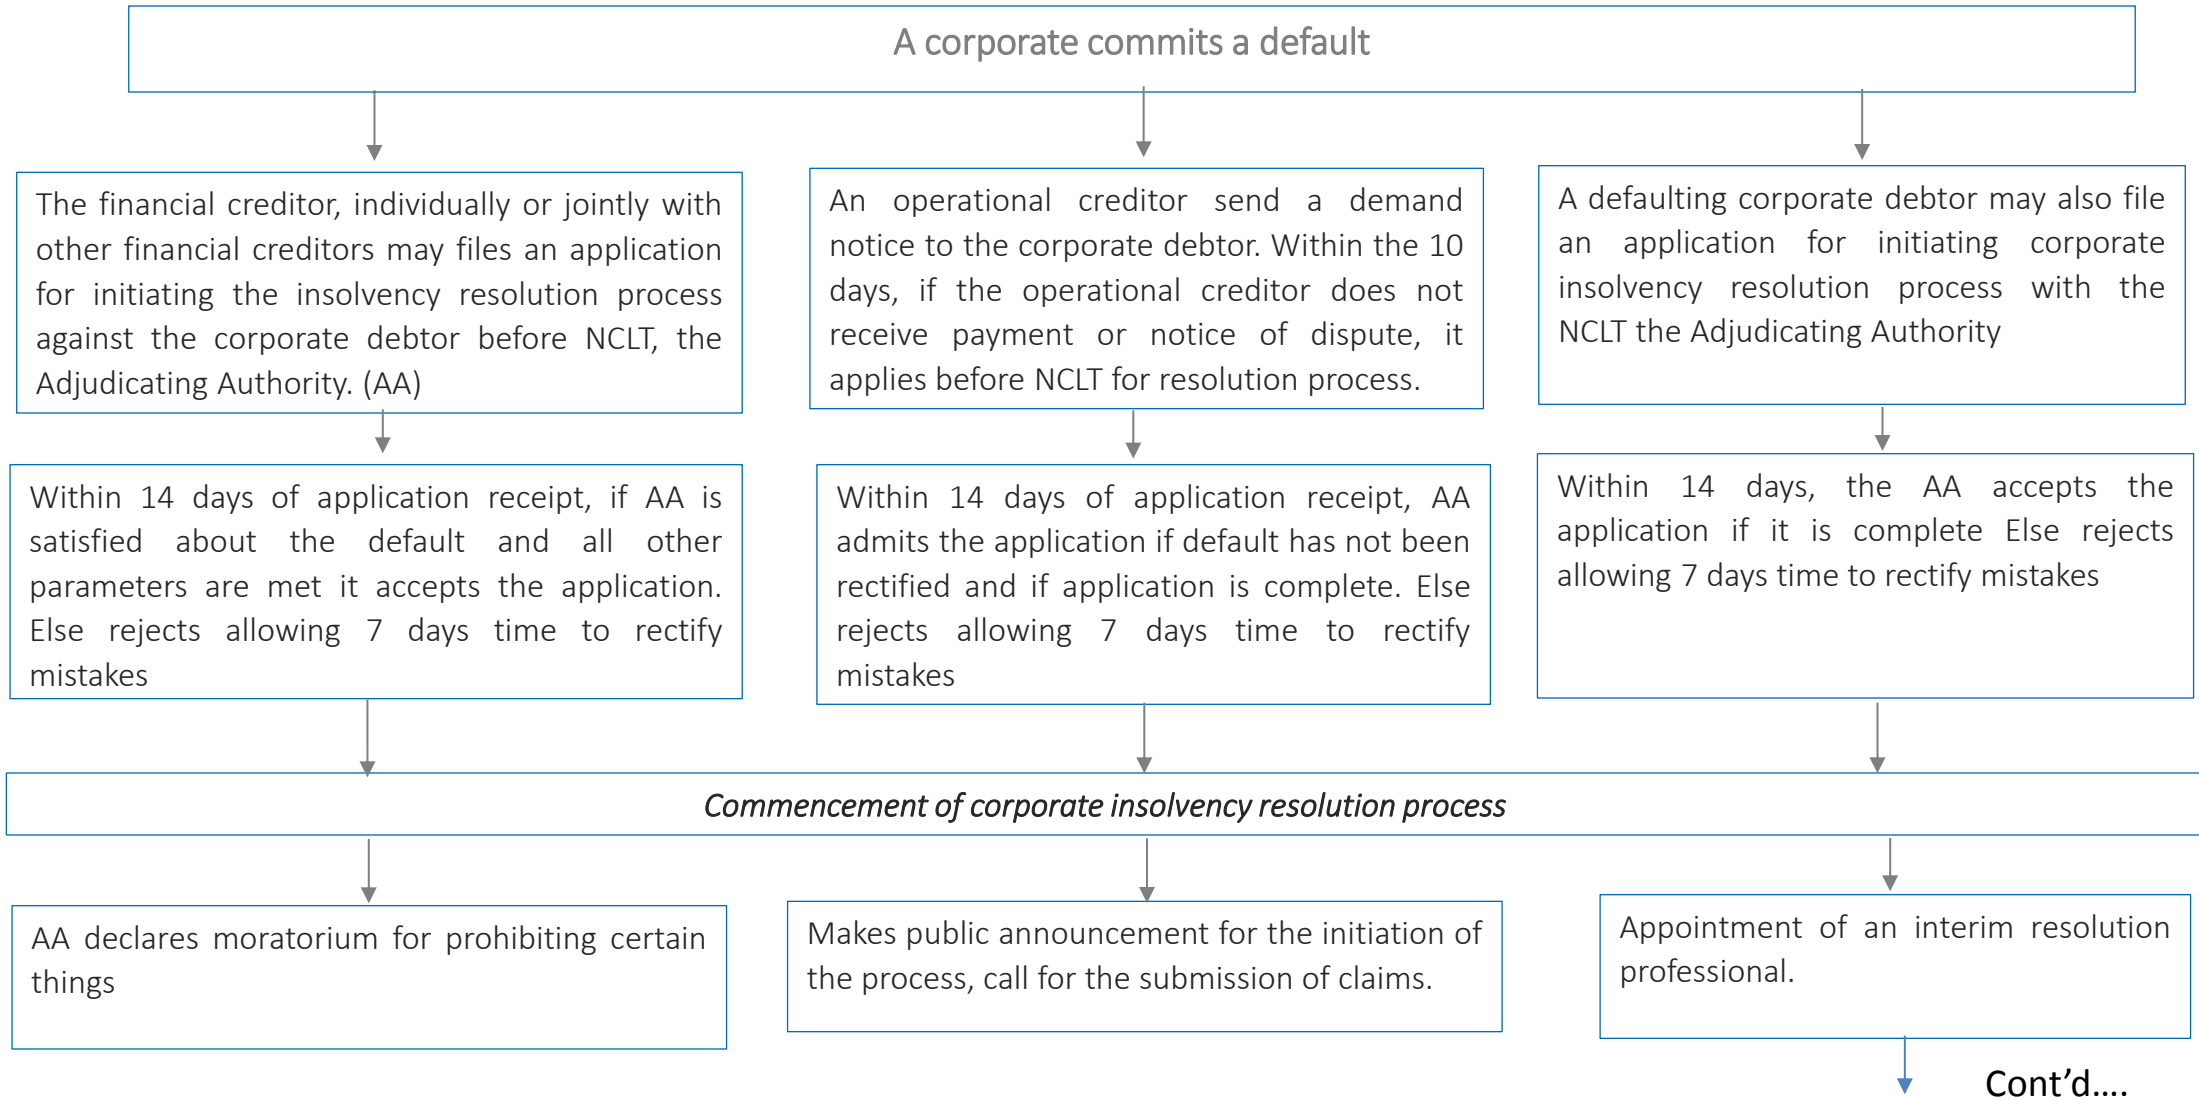 A corporate commits a default
The financial creditor, individually or jointly with
other financial creditors may files an application
for initiating the insolvency resolution process
against the corporate debtor before NCLT, the
Adjudicating Authority. (AA)
An operational creditor send a demand
notice to the corporate debtor. Within the 10
days, if the operational creditor does not
receive payment or notice of dispute, it
applies before NCLT for resolution process.
A defaulting corporate debtor may also file
an application for initiating corporate
insolvency resolution process with the
NCLT the Adjudicating Authority
Within 14 days of application receipt, if AA is
satisfied about the default and all other
parameters are met it accepts the application.
Else rejects allowing 7 days time to rectify
mistakes
Within 14 days of application receipt, AA
admits the application if default has not been
rectified and if application is complete. Else
rejects allowing 7 days time to rectify
mistakes
Within 14 days, the AA accepts the
application if it is complete Else rejects
allowing 7 days time to rectify mistakes
Commencement of corporate insolvency resolution process
AA declares moratorium for prohibiting certain
things
Makes public announcement for the initiation of
the process, call for the submission of claims.
Appointment of an interim resolution
professional.
Cont’d....